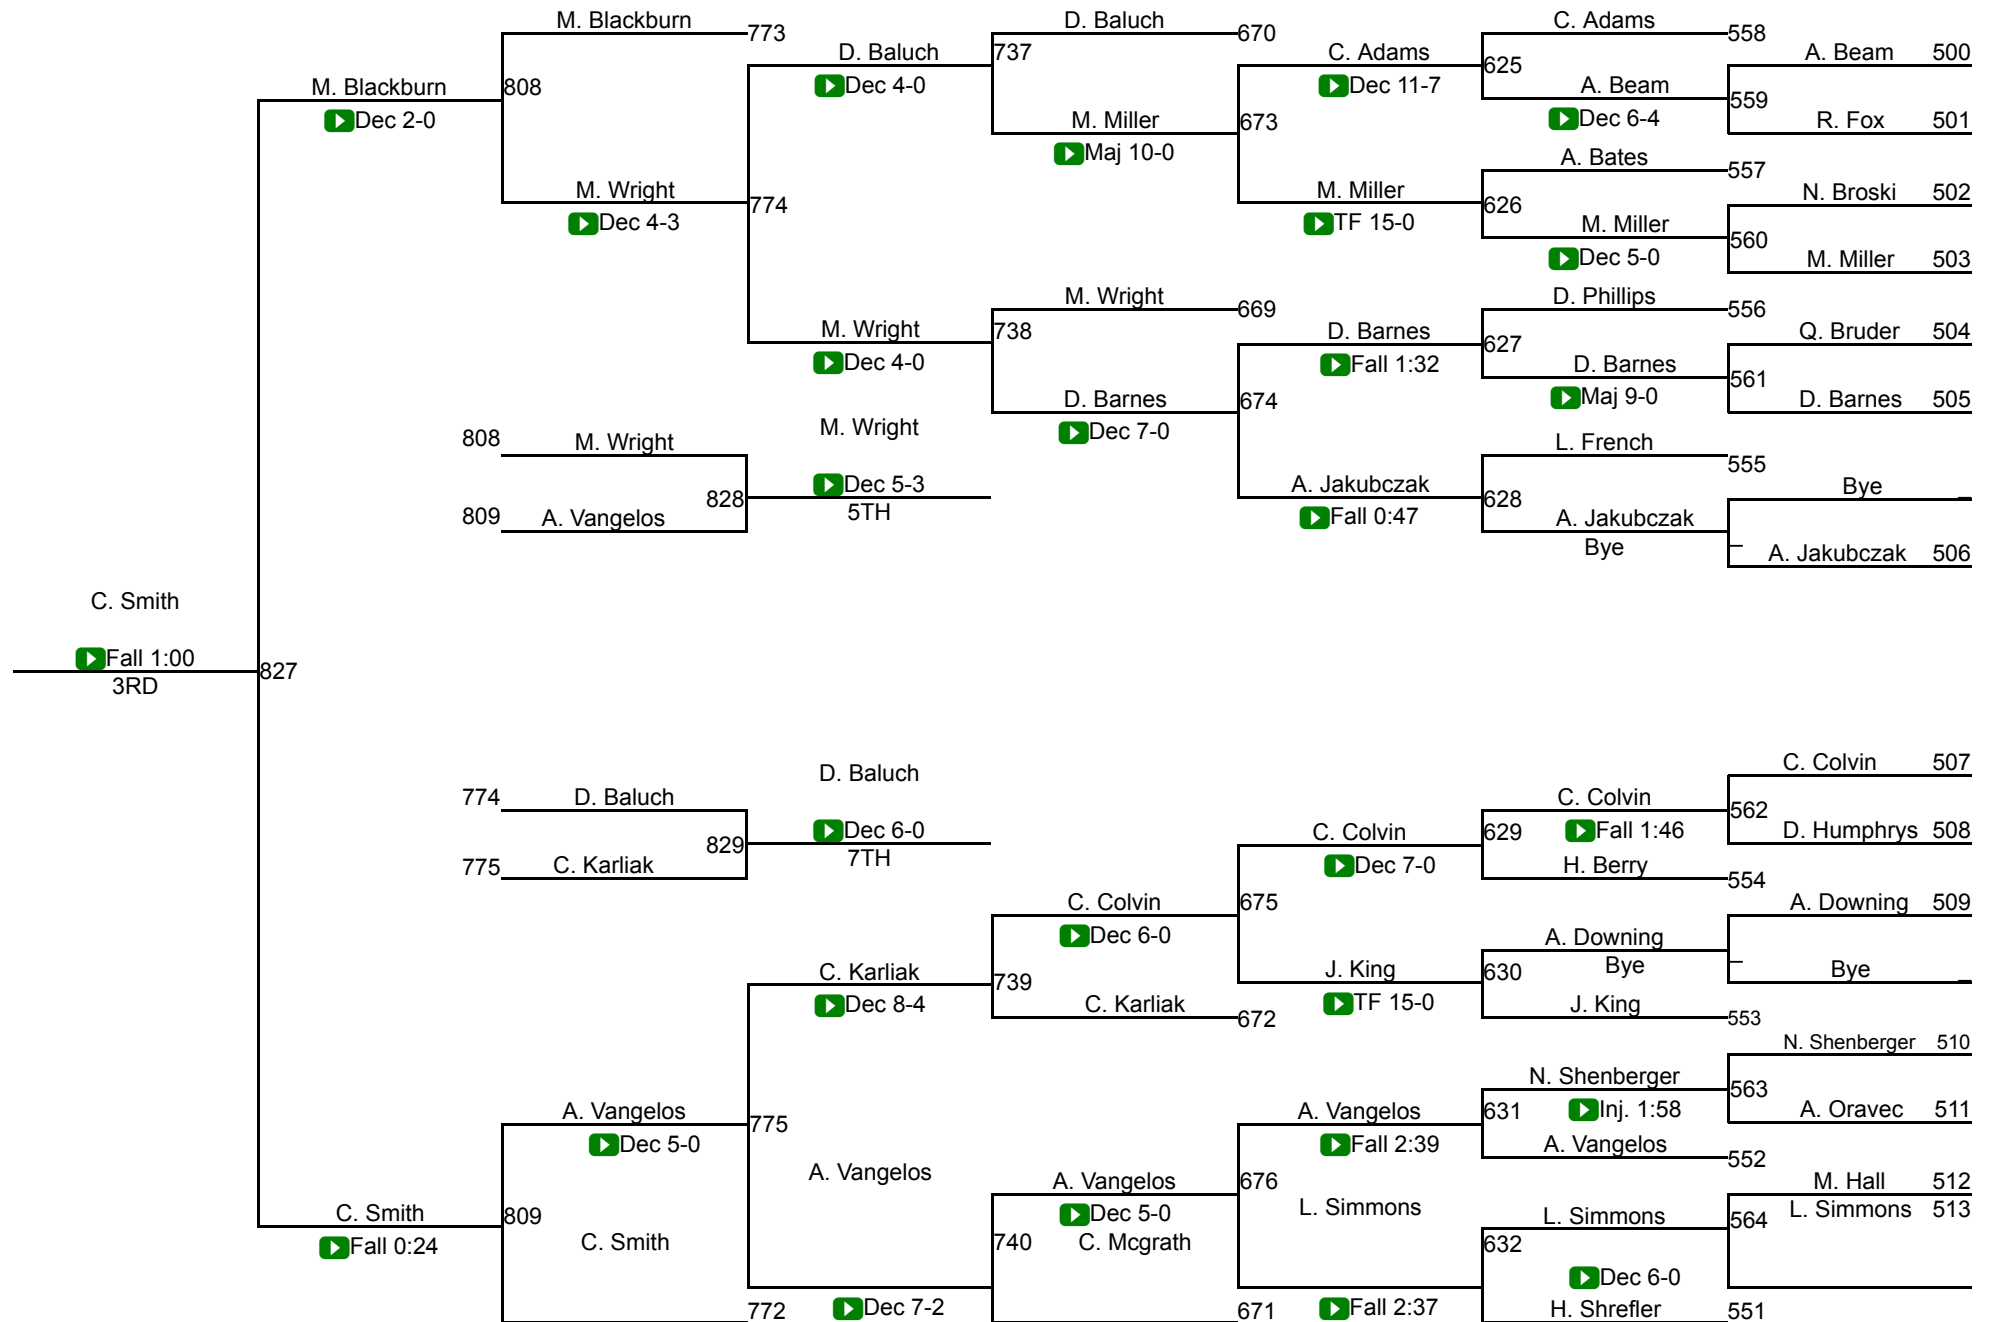 M. Blackburn
773
D. Baluch
670
C. Adams
558
D. Baluch
Dec 4-0
737
C. Adams
Dec 11-7
625
A. Beam 500
M. Blackburn
Dec 2-0
808
A. Beam
Dec 6-4
559
R. Fox 501
M. Miller
Maj 10-0
673
A. Bates
557
M. Wright
Dec 4-3
774
M. Miller
TF 15-0
626
N. Broski 502
M. Miller
Dec 5-0
560
M. Miller 503
M. Wright
669
D. Phillips
556
M. Wright
Dec 4-0
738
D. Barnes
Fall 1:32
627
Q. Bruder 504
D. Barnes
Maj 9-0
561
D. Barnes 505
D. Barnes
Dec 7-0
674
808 M. Wright
M. Wright
L. French
555
828
Dec 5-3
5TH
A. Jakubczak
Fall 0:47
628
Bye
809 A. Vangelos
A. Jakubczak
Bye
A. Jakubczak 506
C. Smith
Fall 1:00
3RD
827
D. Baluch
C. Colvin 507
774 D. Baluch
C. Colvin
Fall 1:46
562
829
Dec 6-0
7TH
C. Colvin
Dec 7-0
629
D. Humphrys 508
775 C. Karliak
H. Berry
554
C. Colvin
Dec 6-0
675
A. Downing 509
A. Downing
Bye
C. Karliak
Dec 8-4
739
J. King
TF 15-0
630
Bye
C. Karliak
672
J. King
553
N. Shenberger 510
N. Shenberger
Inj. 1:58
563
A. Vangelos
Dec 5-0
775
A. Vangelos
Fall 2:39
631
A. Oravec 511
A. Vangelos
552
A. Vangelos
A. Vangelos
Dec 5-0
676
M. Hall 512
L. Simmons 513
C. Smith
Fall 0:24
809
L. Simmons
L. Simmons
564
C. Smith
740
C. Mcgrath
632
Dec 6-0
772
Dec 7-2
671
Fall 2:37
H. Shrefler
551